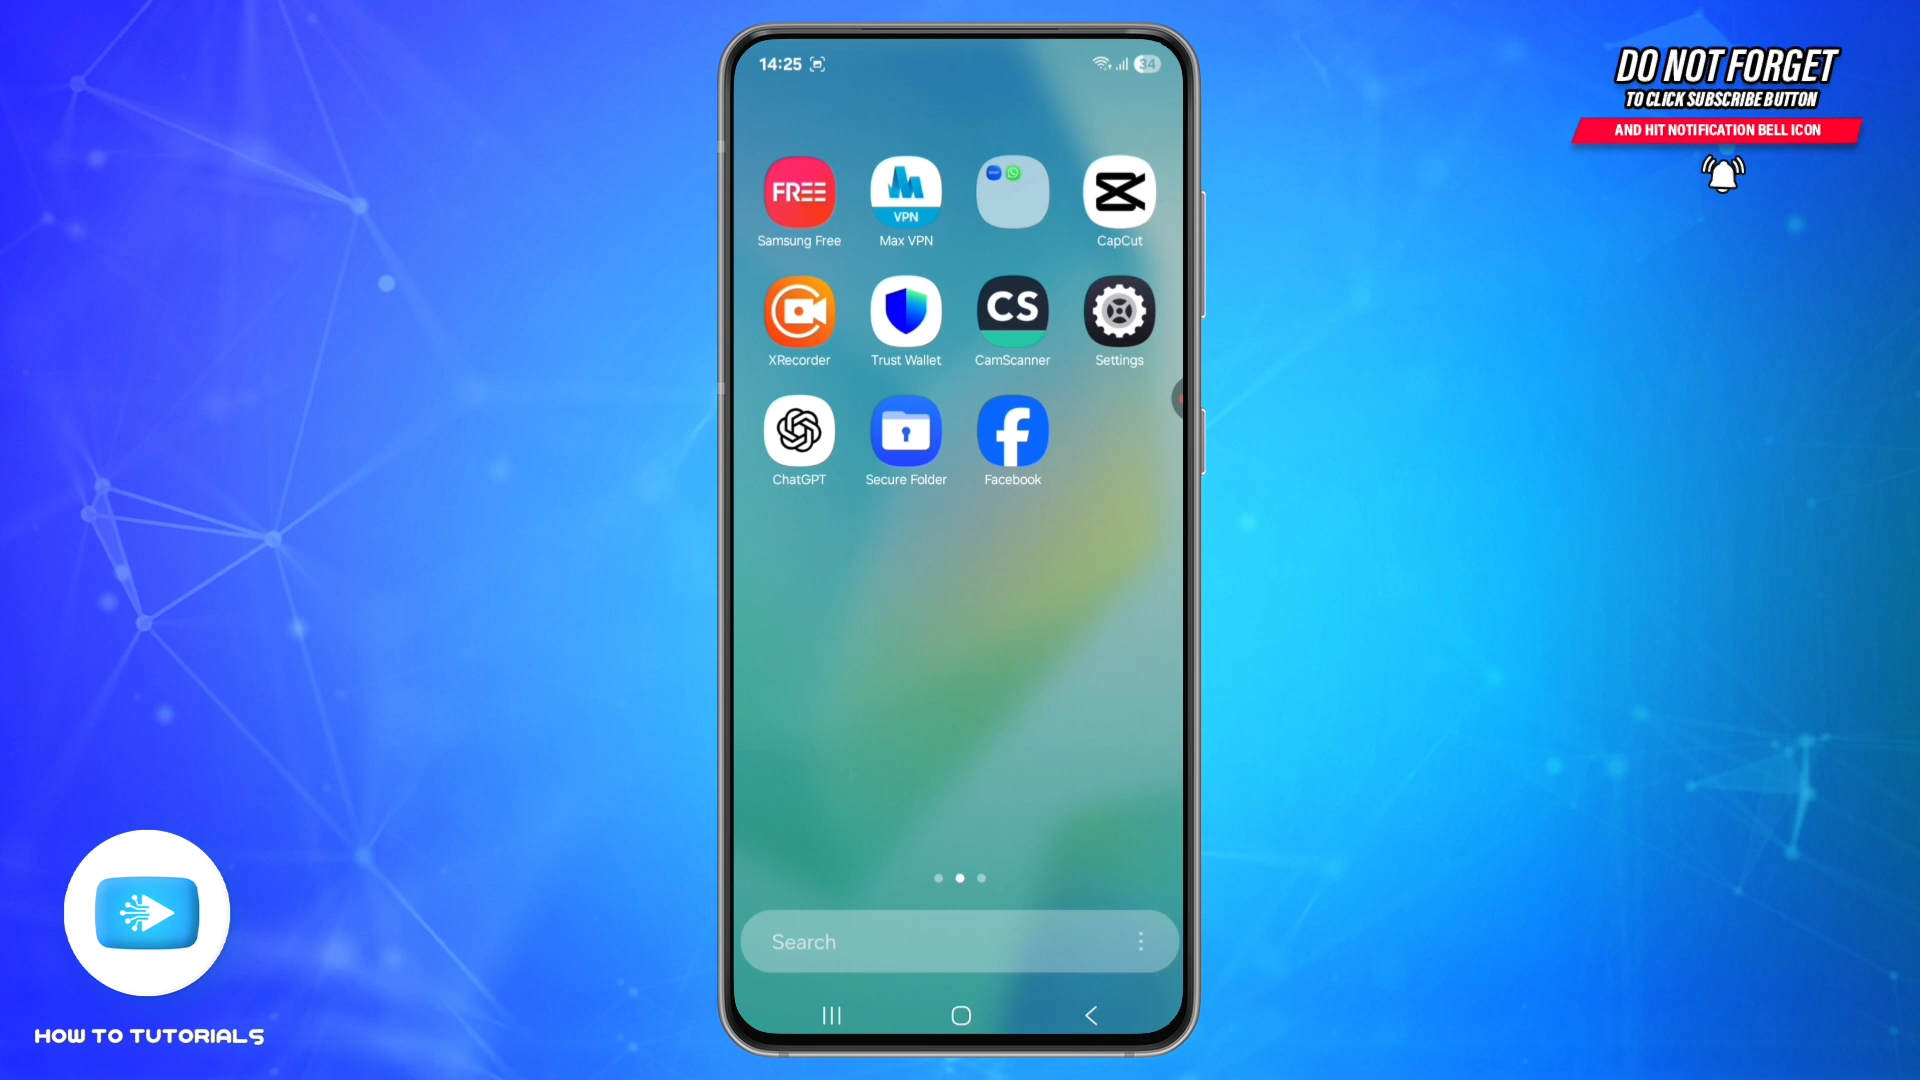 DO NOT FORGET
TO CLICK SUBSCRIBE BUTTON
AND HIT NOTIFICATION BELL ICON
14:25
34
FREE
VPN
Samsung Free
Max VPN
CapCut
CS
XRecorder
Trust Wallet
CamScanner
Settings
ChatGPT
Secure Folder
Facebook
Search
HOW TO TUTORIALS